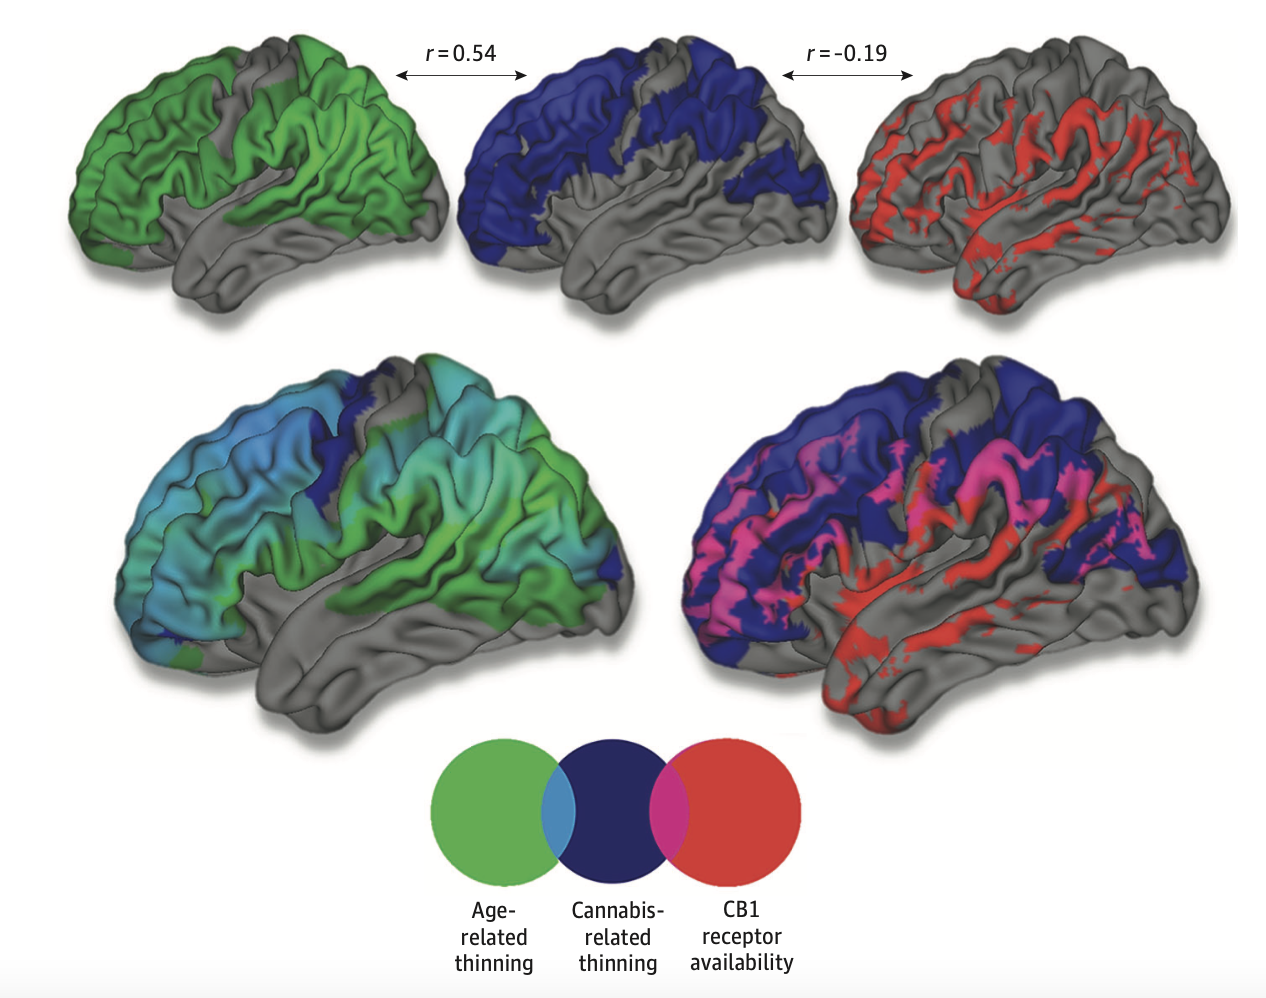 r = 0.54
r = -0.19
Age-
related
thinning
Cannabis-
related
thinning
CB1
receptor
availability